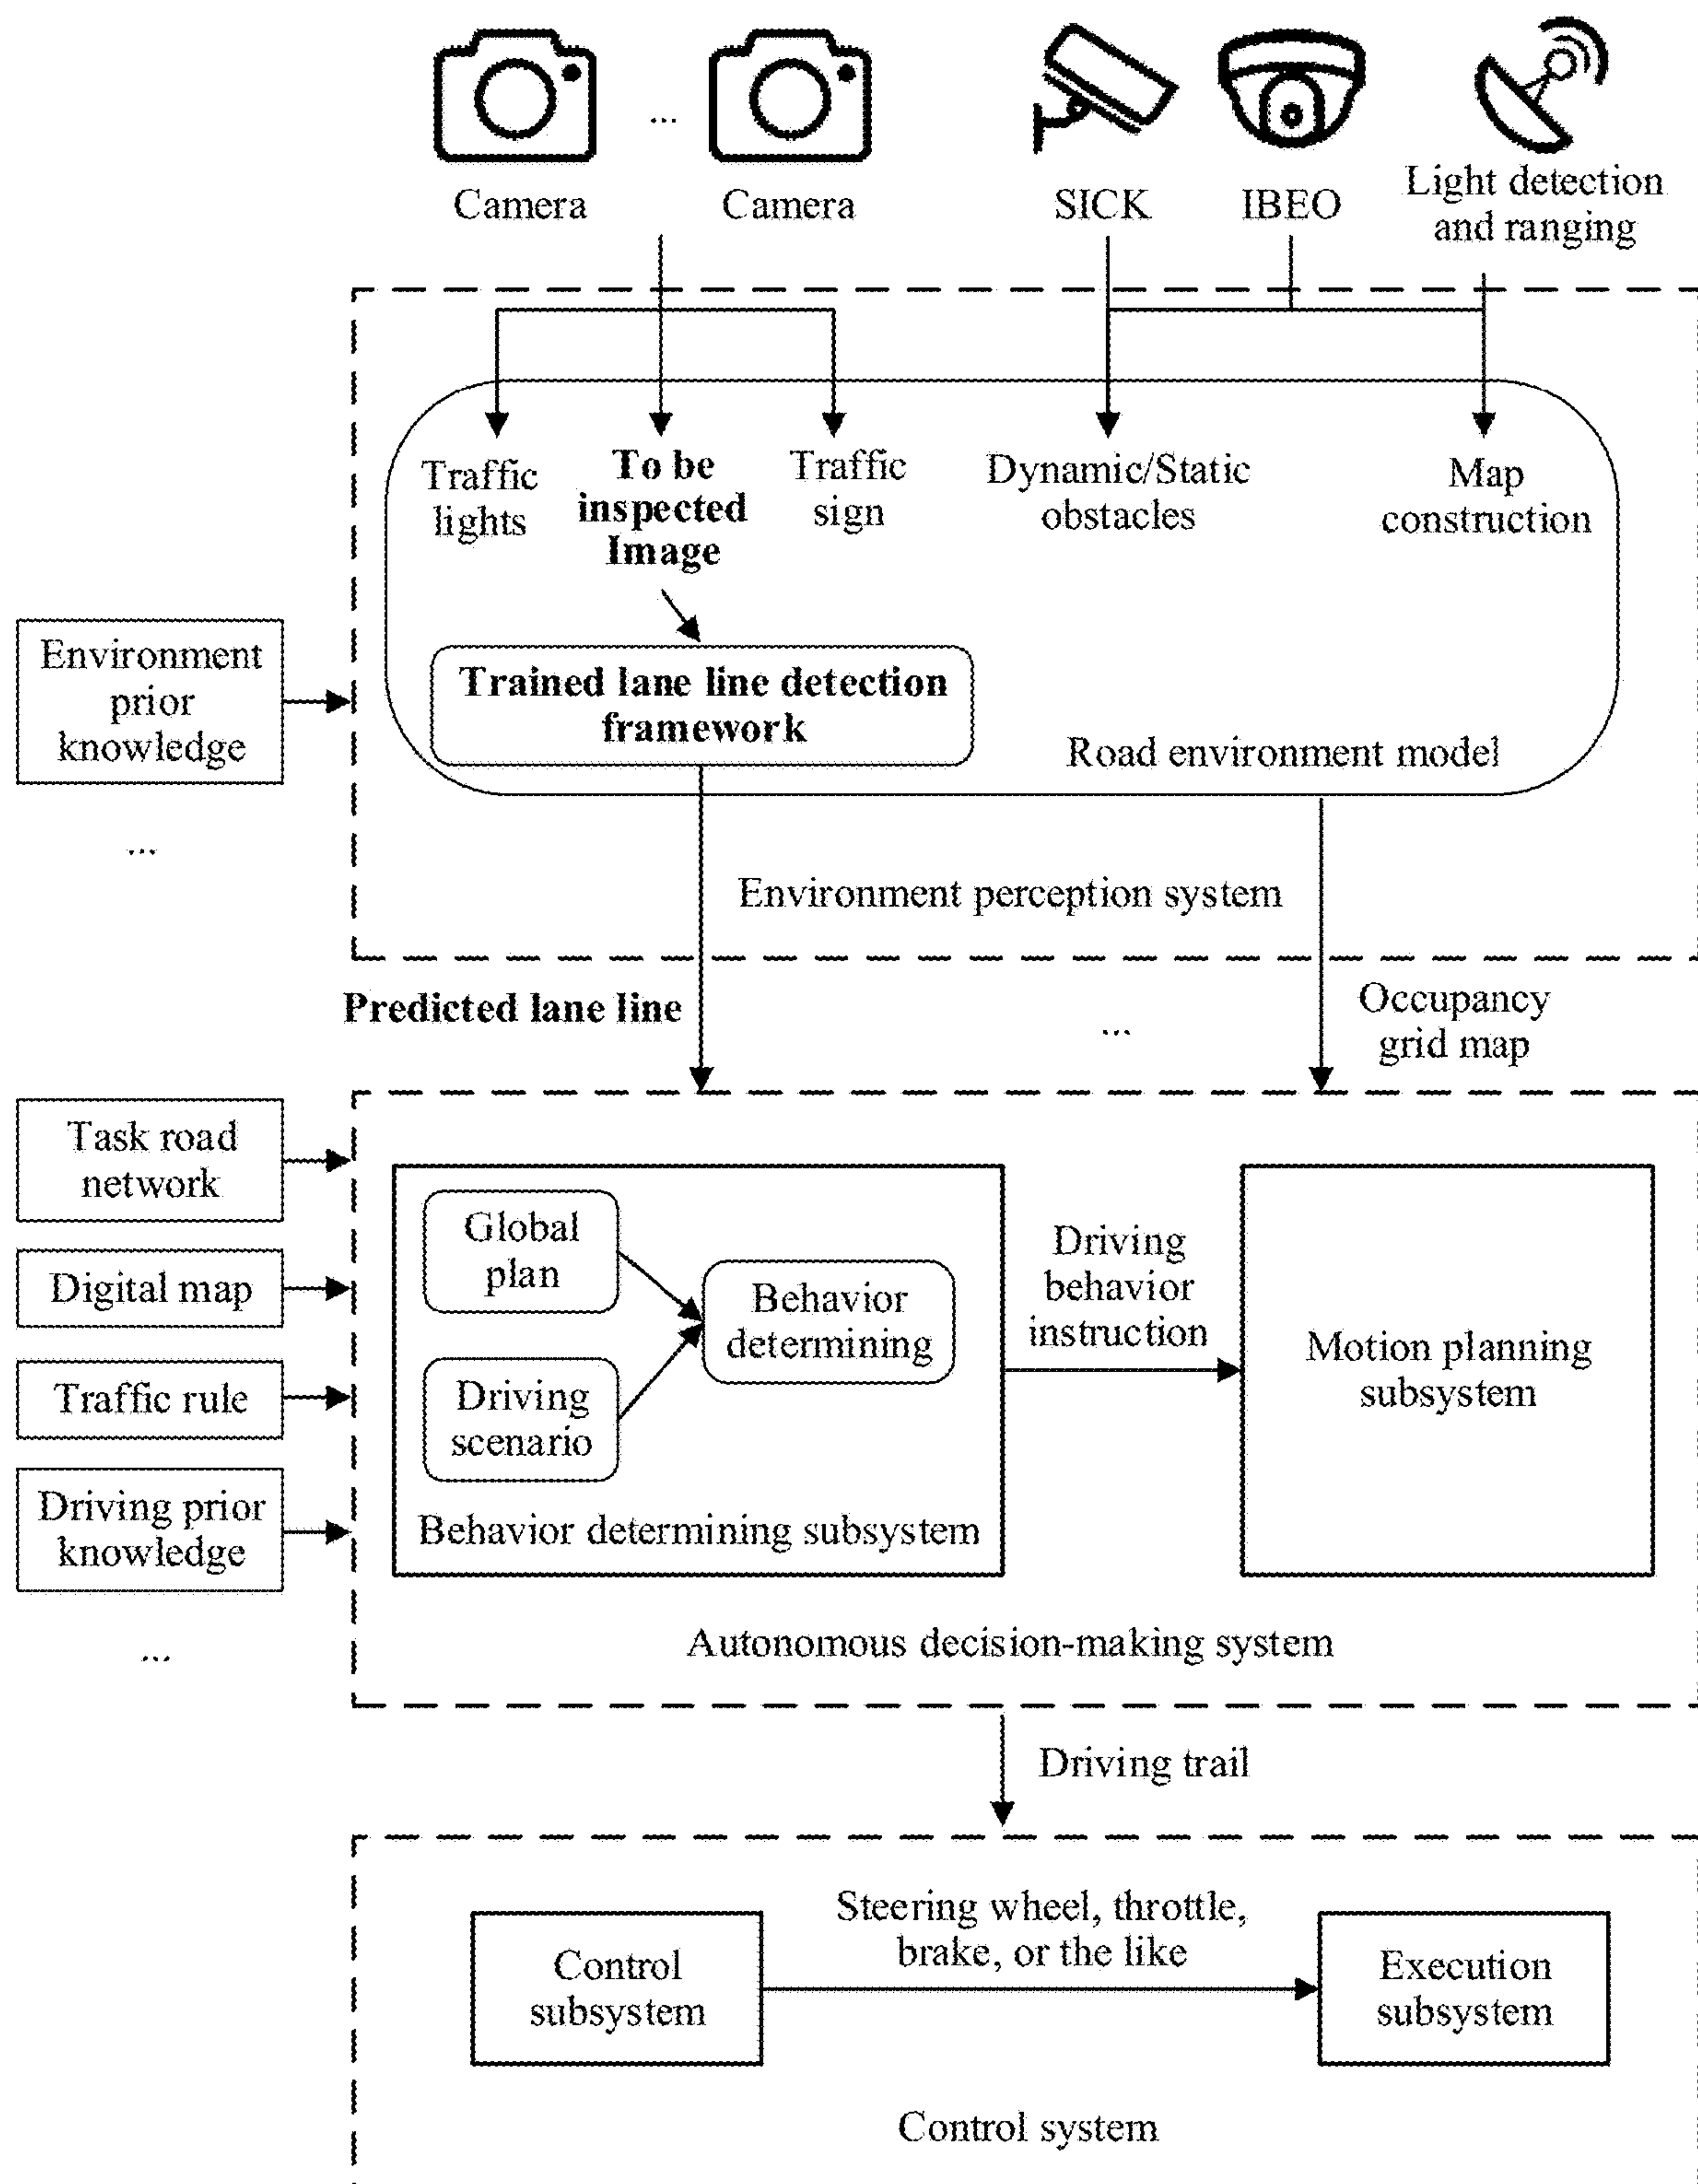 ...
Camera
Camera
SICK
IBEO
Light detection
and ranging
Traffic
lights
To be
inspected
Image
Traffic
sign
Dynamic/Static
obstacles
Map
construction
Environment
prior
knowledge
...
Trained lane line detection
framework
Road environment model
Environment perception system
Predicted lane line
...
Occupancy
grid map
Task road
network
Digital map
Traffic rule
Driving prior
knowledge
...
Global
plan
Driving
scenario
Behavior
determining
Behavior determining subsystem
Driving
behavior
instruction
Motion planning
subsystem
Autonomous decision-making system
Driving trail
Control
subsystem
Steering wheel, throttle,
brake, or the like
Execution
subsystem
Control system